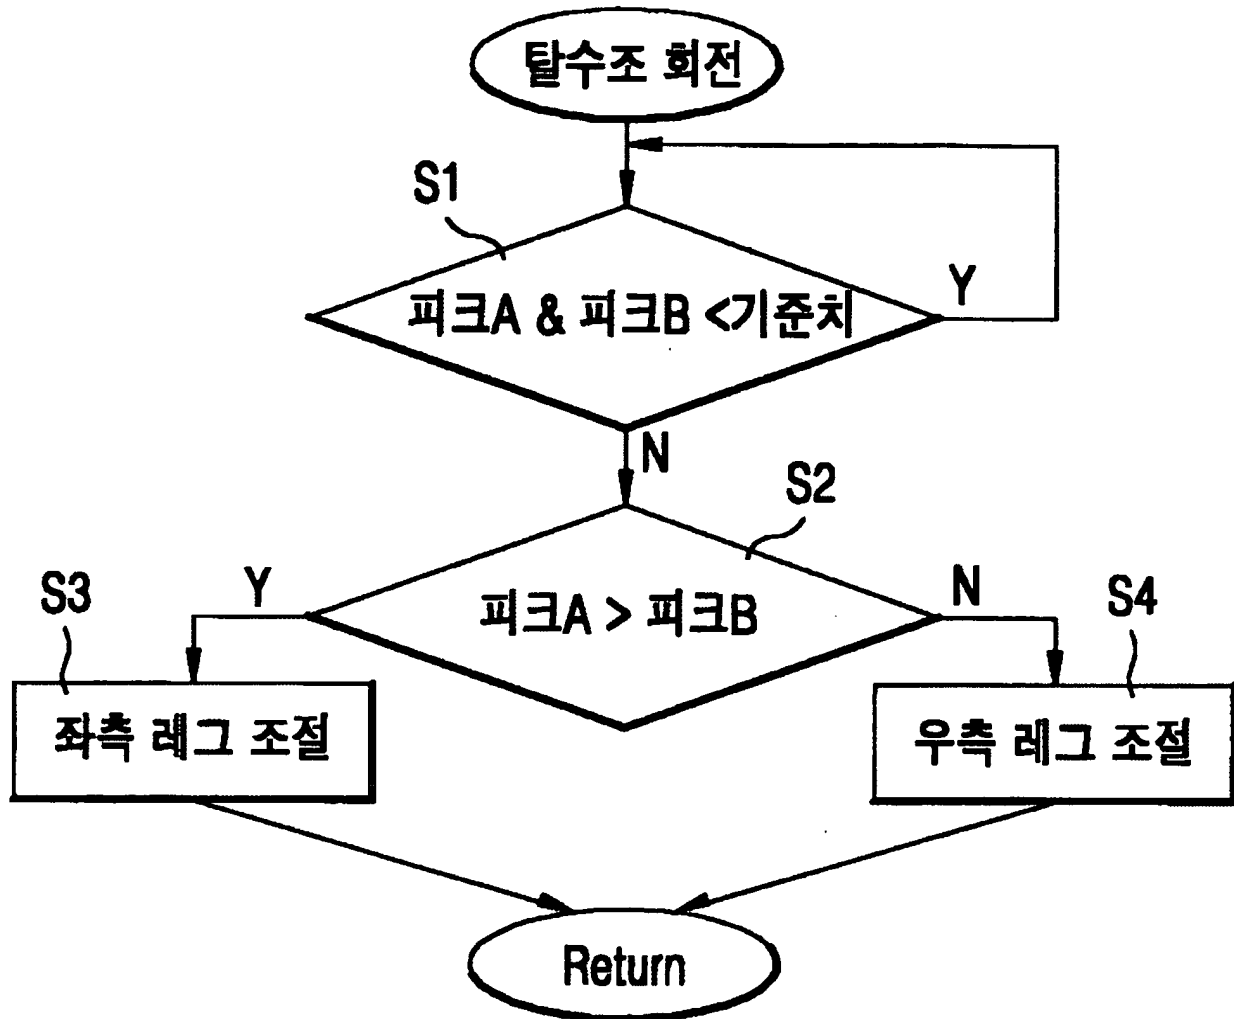 탈수조 회전
S1
피크A & 피크B <기준치
Y
N
S2
피크A > 피크B
Y
N
S3
S4
좌측 레그 조절
우측 레그 조절
Return